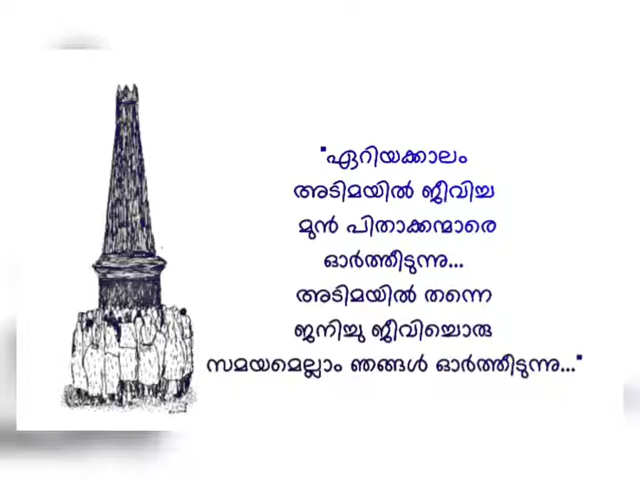 "ഏറിയക്കാലം
അടിമയിൽ ജീവിച്ച
മുൻ പിതാക്കന്മാരെ
ഓർത്തീടുന്നു...
അടിമയിൽ തന്നെ
ജനിച്ചു ജീവിച്ചൊരു
സമയമെല്ലാം ഞങ്ങൾ ഓർത്തീടുന്നു..."